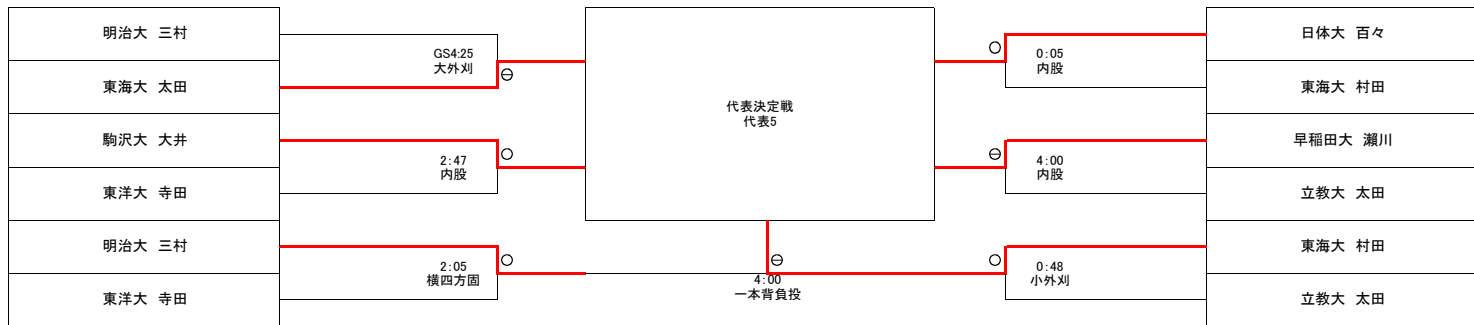 明治大 三村
東海大 太田
GS4:25
大外刈
駒沢大 大井
東洋大 寺田
2:47
内股
明治大 三村
東洋大 寺田
2:05
横四方固
代表決定戦
代表5
4:00
一本背負投
0:05
内股
日体大 百々
東海大 村田
4:00
内股
早稲田大 瀬川
立教大 太田
0:48
小外刈
東海大 村田
立教大 太田